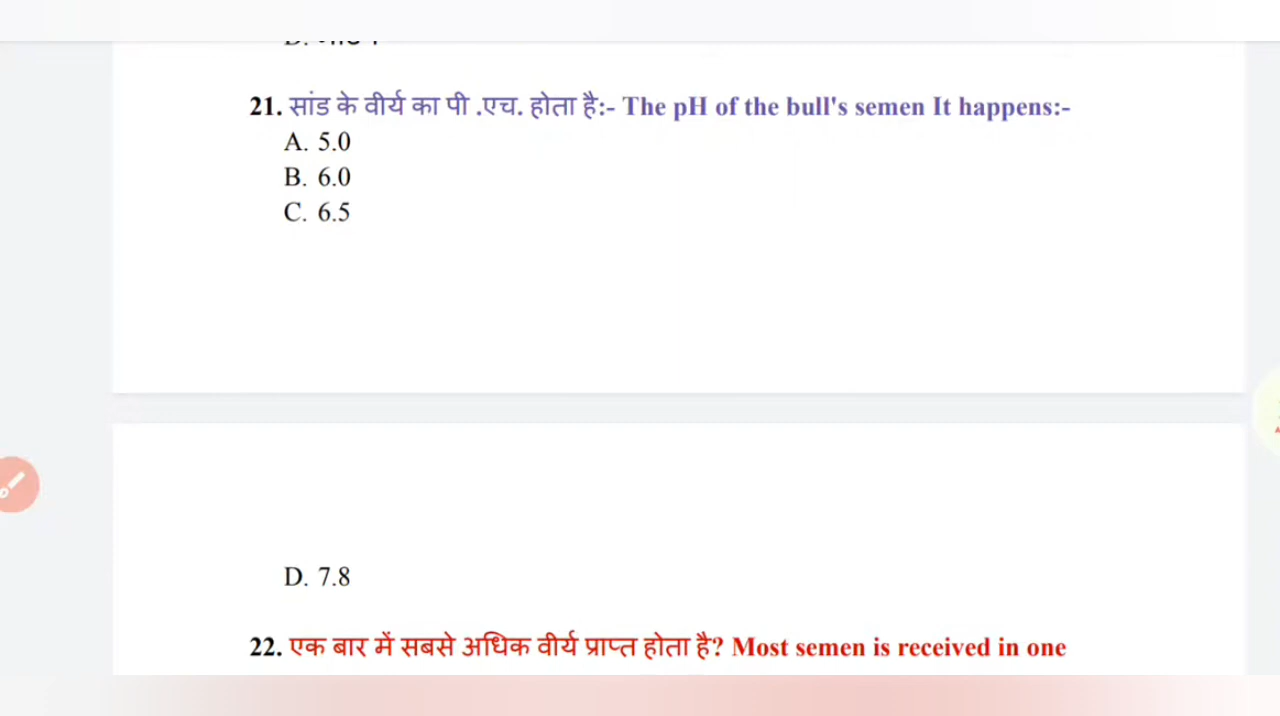 21. सांड के वीर्य का पी .एच. होता है:- The pH of the bull's semen It happens:-
A. 5.0
B. 6.0
C. 6.5
D. 7.8
22. एक बार में सबसे अधिक वीर्य प्राप्त होता है? Most semen is received in one